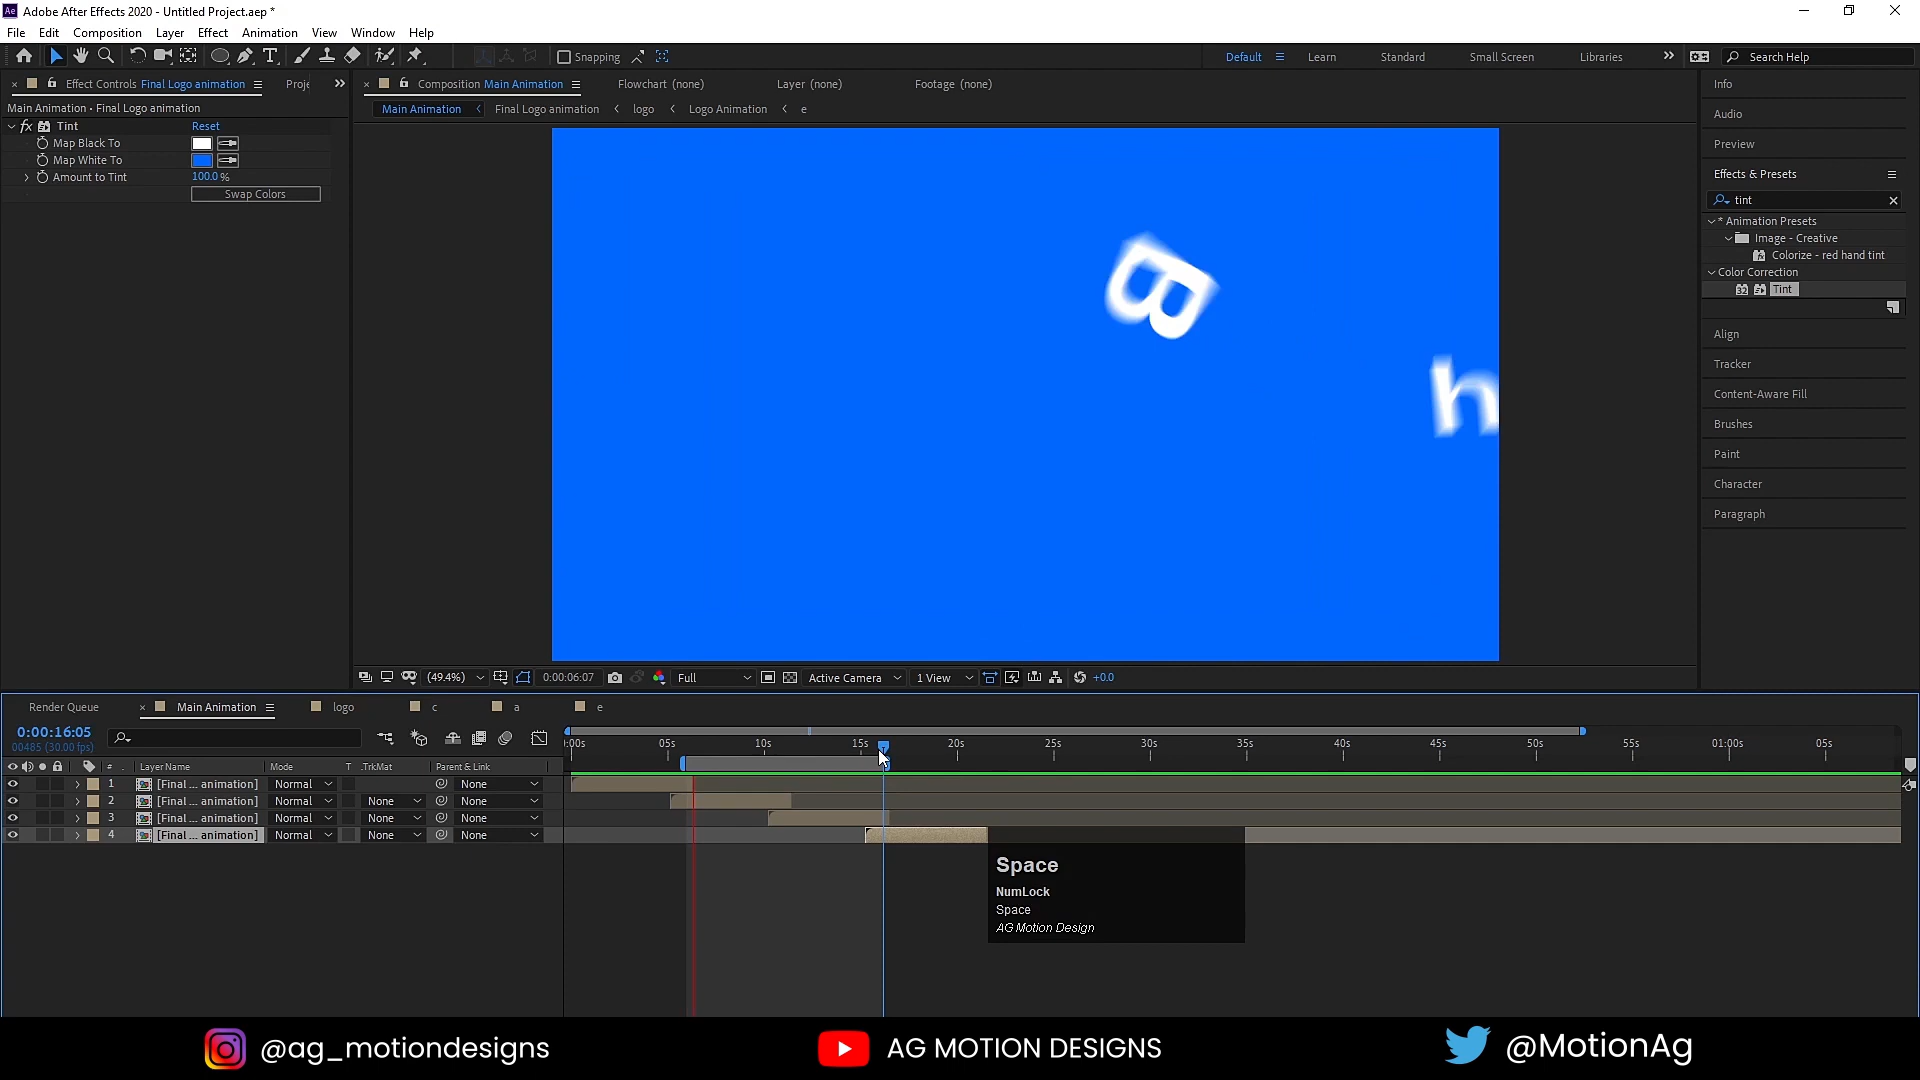 Ae Adobe After Effects 2020 - Untitled Project.aep *
File Edit Composition Layer Effect Animation View Window Help
Snapping
Default Learn Standard Small Screen Libraries Search Help
Effect Controls Final Logo animation
Proje
Composition Main Animation
Flowchart (none)
Layer (none)
Footage (none)
Main Animation • Final Logo animation
Main Animation Final Logo animation logo Logo Animation e
fx Tint Reset
Map Black To
Map White To
Amount to Tint 100.0 %
Swap Colors
B
h
Info
Audio
Preview
Effects & Presets
tint
* Animation Presets
Image - Creative
Colorize - red hand tint
Color Correction
32 Tint
Align
Tracker
Content-Aware Fill
Brushes
Paint
Character
Paragraph
(49.4%) 0:00:06:07 Full Active Camera 1 View +0.0
Render Queue Main Animation logo c a e
0:00:16:05
00485 (30.00 fps)
:00s 05s 10s 15s 20s 25s 30s 35s 40s 45s 50s 55s 01:00s 05s
# . Layer Name Mode T .TrkMat Parent & Link
1 [Final ... animation] Normal None
2 [Final ... animation] Normal None None
3 [Final ... animation] Normal None None
4 [Final ... animation] Normal None None
Space
NumLock
Space
AG Motion Design
@ag_motiondesigns AG MOTION DESIGNS @MotionAg